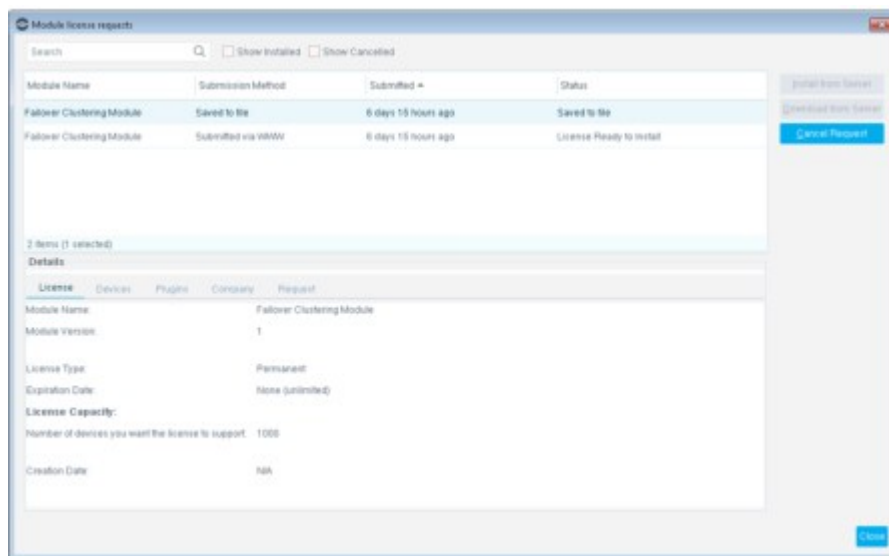 Module license requests
Search Show Installed Show Cancelled
Module Name Submission Method Submitted Status
Failover Clustering Module Saved to file 6 days 15 hours ago Saved to file
Failover Clustering Module Submitted via WWW 6 days 15 hours ago License Ready to Install
2 items (1 selected)
Install from Server
Download from Server
Cancel Request
Details
License Devices Plugins Company Request
Module Name: Failover Clustering Module
Module Version: 1
License Type: Permanent
Expiration Date: None (unlimited)
License Capacity:
Number of devices you want the license to support: 1000
Creation Date: N/A
Close